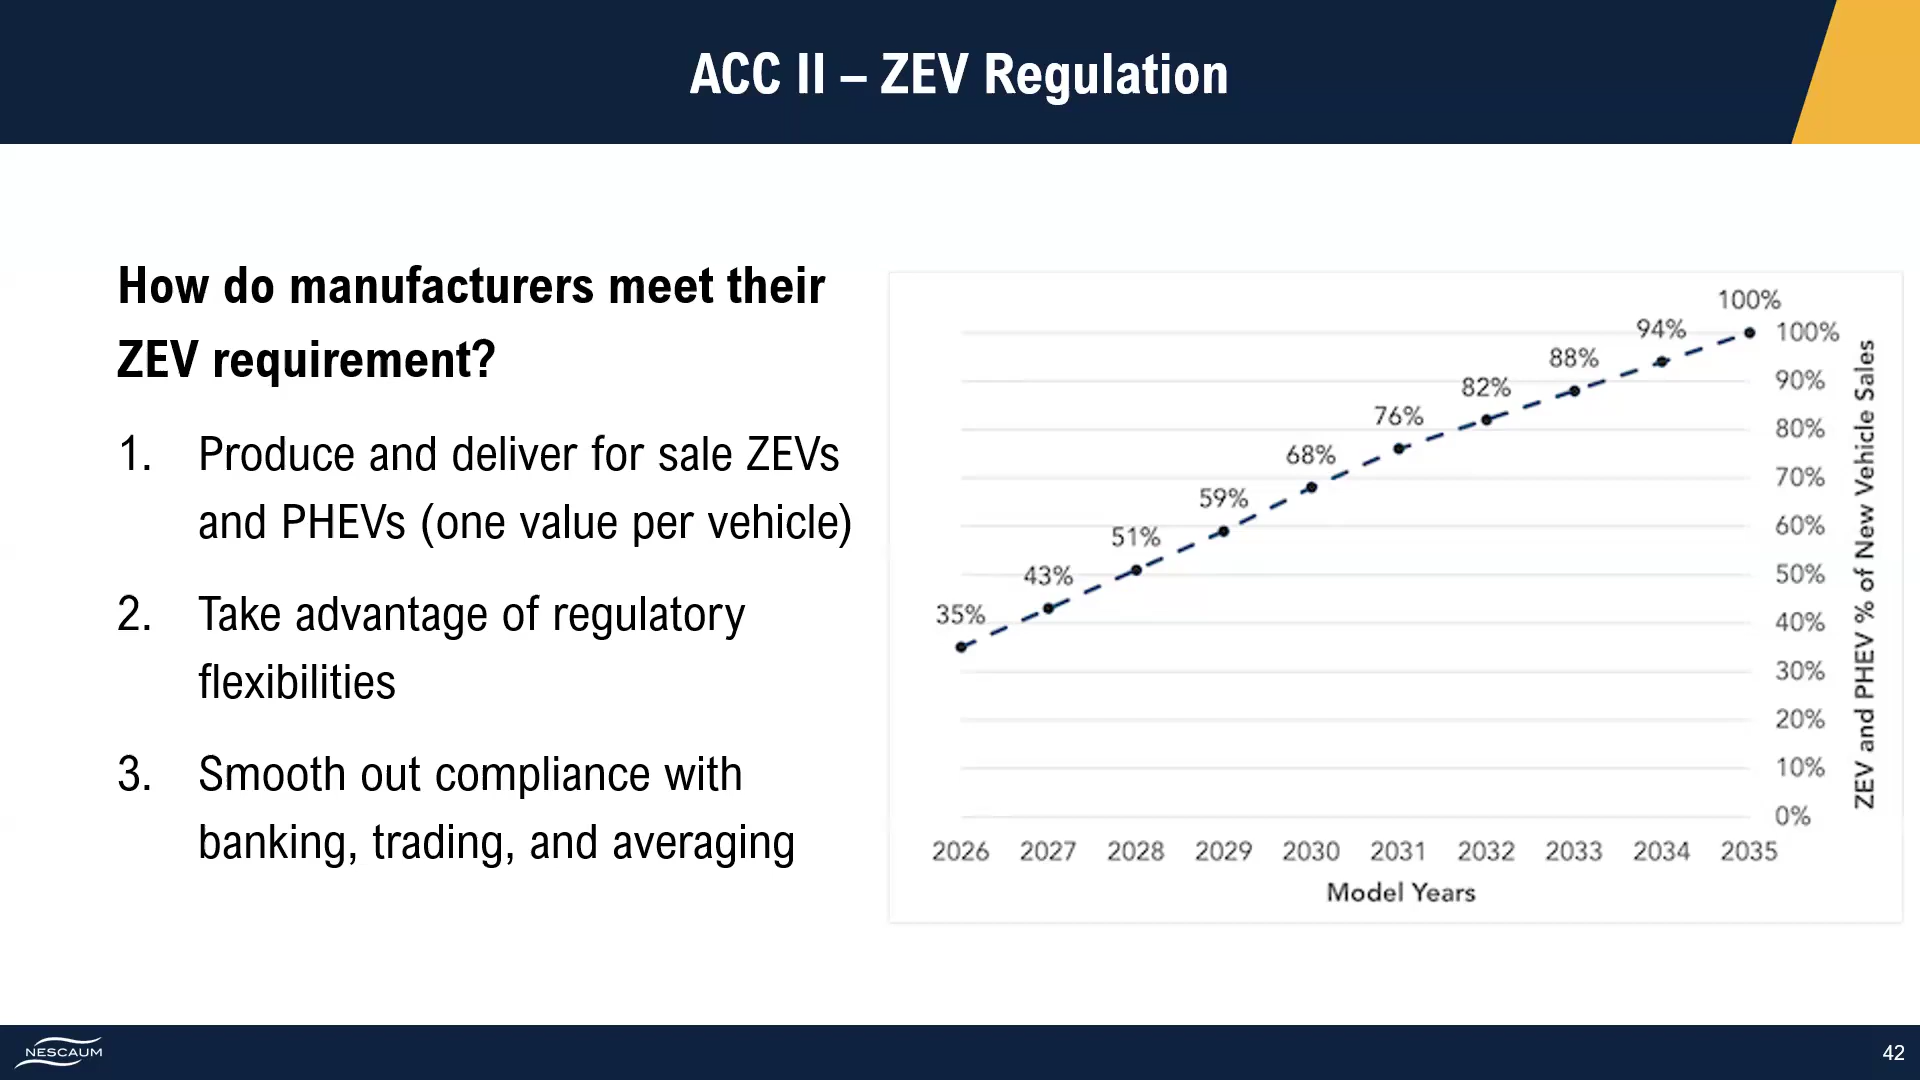 ACC II – ZEV Regulation
How do manufacturers meet their
ZEV requirement?
1. Produce and deliver for sale ZEVs
and PHEVs (one value per vehicle)
2. Take advantage of regulatory
flexibilities
3. Smooth out compliance with
banking, trading, and averaging
35%
43%
51%
59%
68%
76%
82%
88%
94%
100%
100%
90%
80%
70%
60%
50%
40%
30%
20%
10%
0%
ZEV and PHEV % of New Vehicle Sales
2026 2027 2028 2029 2030 2031 2032 2033 2034 2035
Model Years
NESCAUM
42